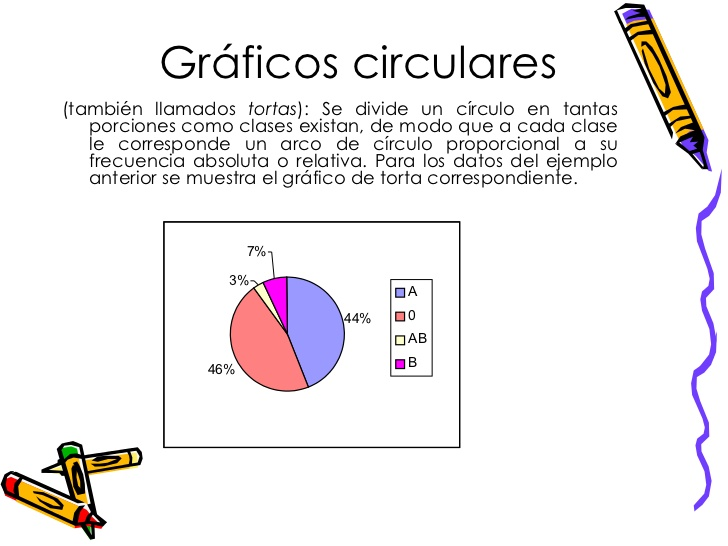 Gráficos circulares
(también llamados tortas): Se divide un círculo en tantas
porciones como clases existan, de modo que a cada clase
le corresponde un arco de círculo proporcional a su
frecuencia absoluta o relativa. Para los datos del ejemplo
anterior se muestra el gráfico de torta correspondiente.
7%
3%
44%
46%
A
0
AB
B